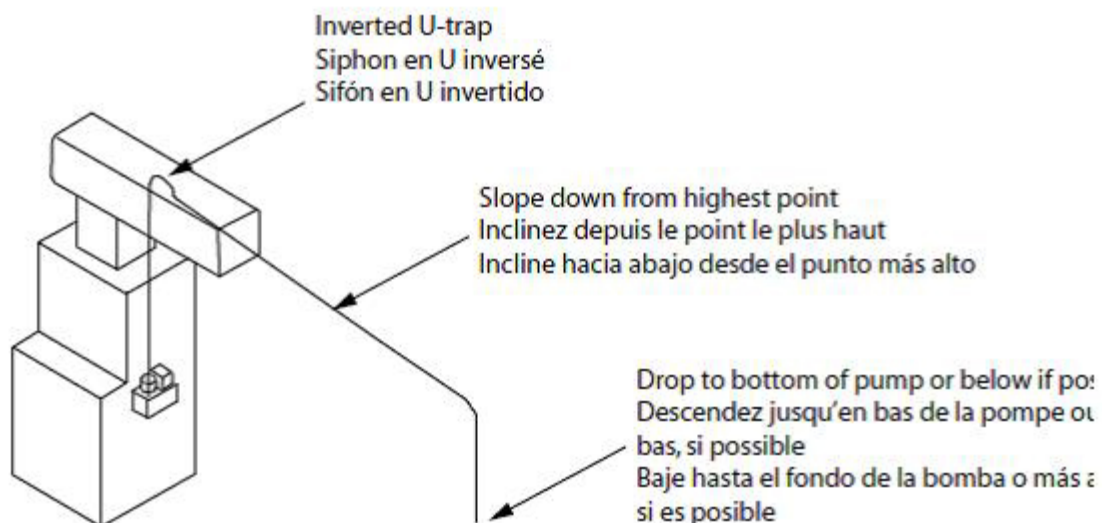 Inverted U-trap
Siphon en U inversé
Sifón en U invertido
Slope down from highest point
Inclinez depuis le point le plus haut
Incline hacia abajo desde el punto más alto
Drop to bottom of pump or below if
Descendez jusqu'en bas de la pompe
bas, si possible
Baje hasta el fondo de la bomba o más
si es posible